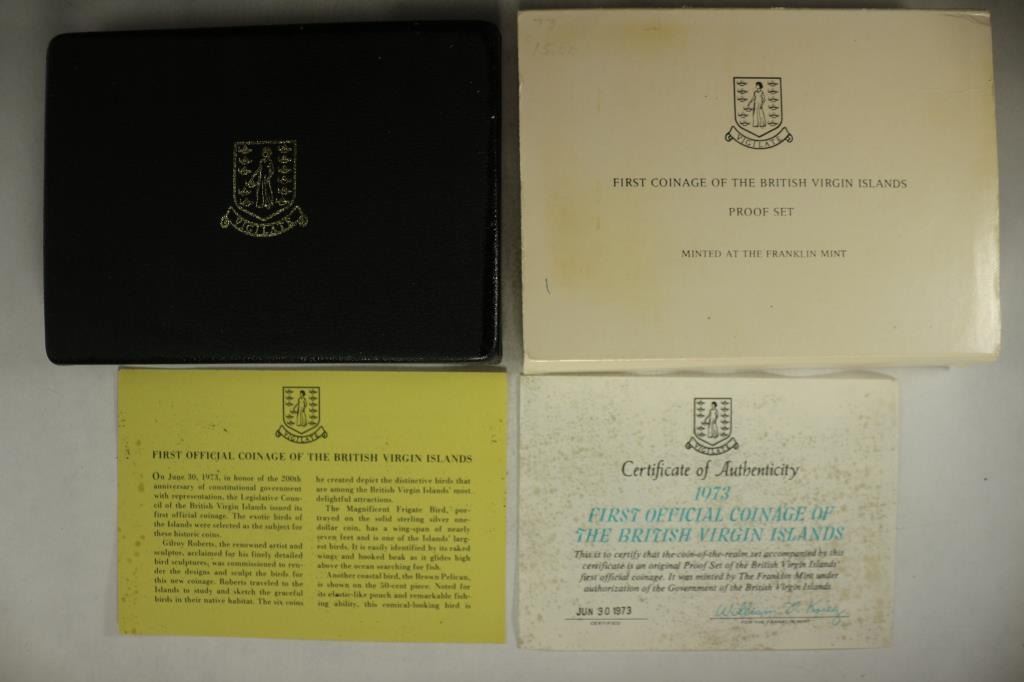 VIGILATE
77
15.00
VIGILATE
FIRST COINAGE OF THE BRITISH VIRGIN ISLANDS
PROOF SET
MINTED AT THE FRANKLIN MINT
VIGILATE
FIRST OFFICIAL COINAGE OF THE BRITISH VIRGIN ISLANDS
On June 30, 1973, in honor of the 200th
anniversary of constitutional government
with representation, the Legislative Coun-
cil of the British Virgin Islands issued its
first official coinage. The exotic birds of
the Islands were selected as the subject for
these historic coins.
Gilroy Roberts, the renowned artist and
sculptor, acclaimed for his finely detailed
bird sculptures, was commissioned to ren-
der the designs and sculpt the birds for
this new coinage. Roberts traveled to the
Islands to study and sketch the graceful
birds in their native habitat. The six coins
he created depict the distinctive birds that
are among the British Virgin Islands' most
delightful attractions.
The Magnificent Frigate Bird, por-
trayed on the solid sterling silver one-
dollar coin, has a wing-span of nearly
seven feet and is one of the Islands' larg-
est birds. It is easily identified by its raked
wings and hooked beak as it glides high
above the ocean searching for fish.
Another coastal bird, the Brown Pelican,
is shown on the 50-cent piece. Noted for
its elastic-like pouch and remarkable fish-
ing ability, this comical-looking bird is
VIGILATE
Certificate of Authenticity
1973
FIRST OFFICIAL COINAGE OF
THE BRITISH VIRGIN ISLANDS
This is to certify that the coin-of-the-realm set accompanied by this
certificate is an original Proof Set of the British Virgin Islands'
first official coinage. It was minted by The Franklin Mint under
authorization of the Government of the British Virgin Islands.
JUN 30 1973
CERTIFIED
FOR THE FRANKLIN MINT